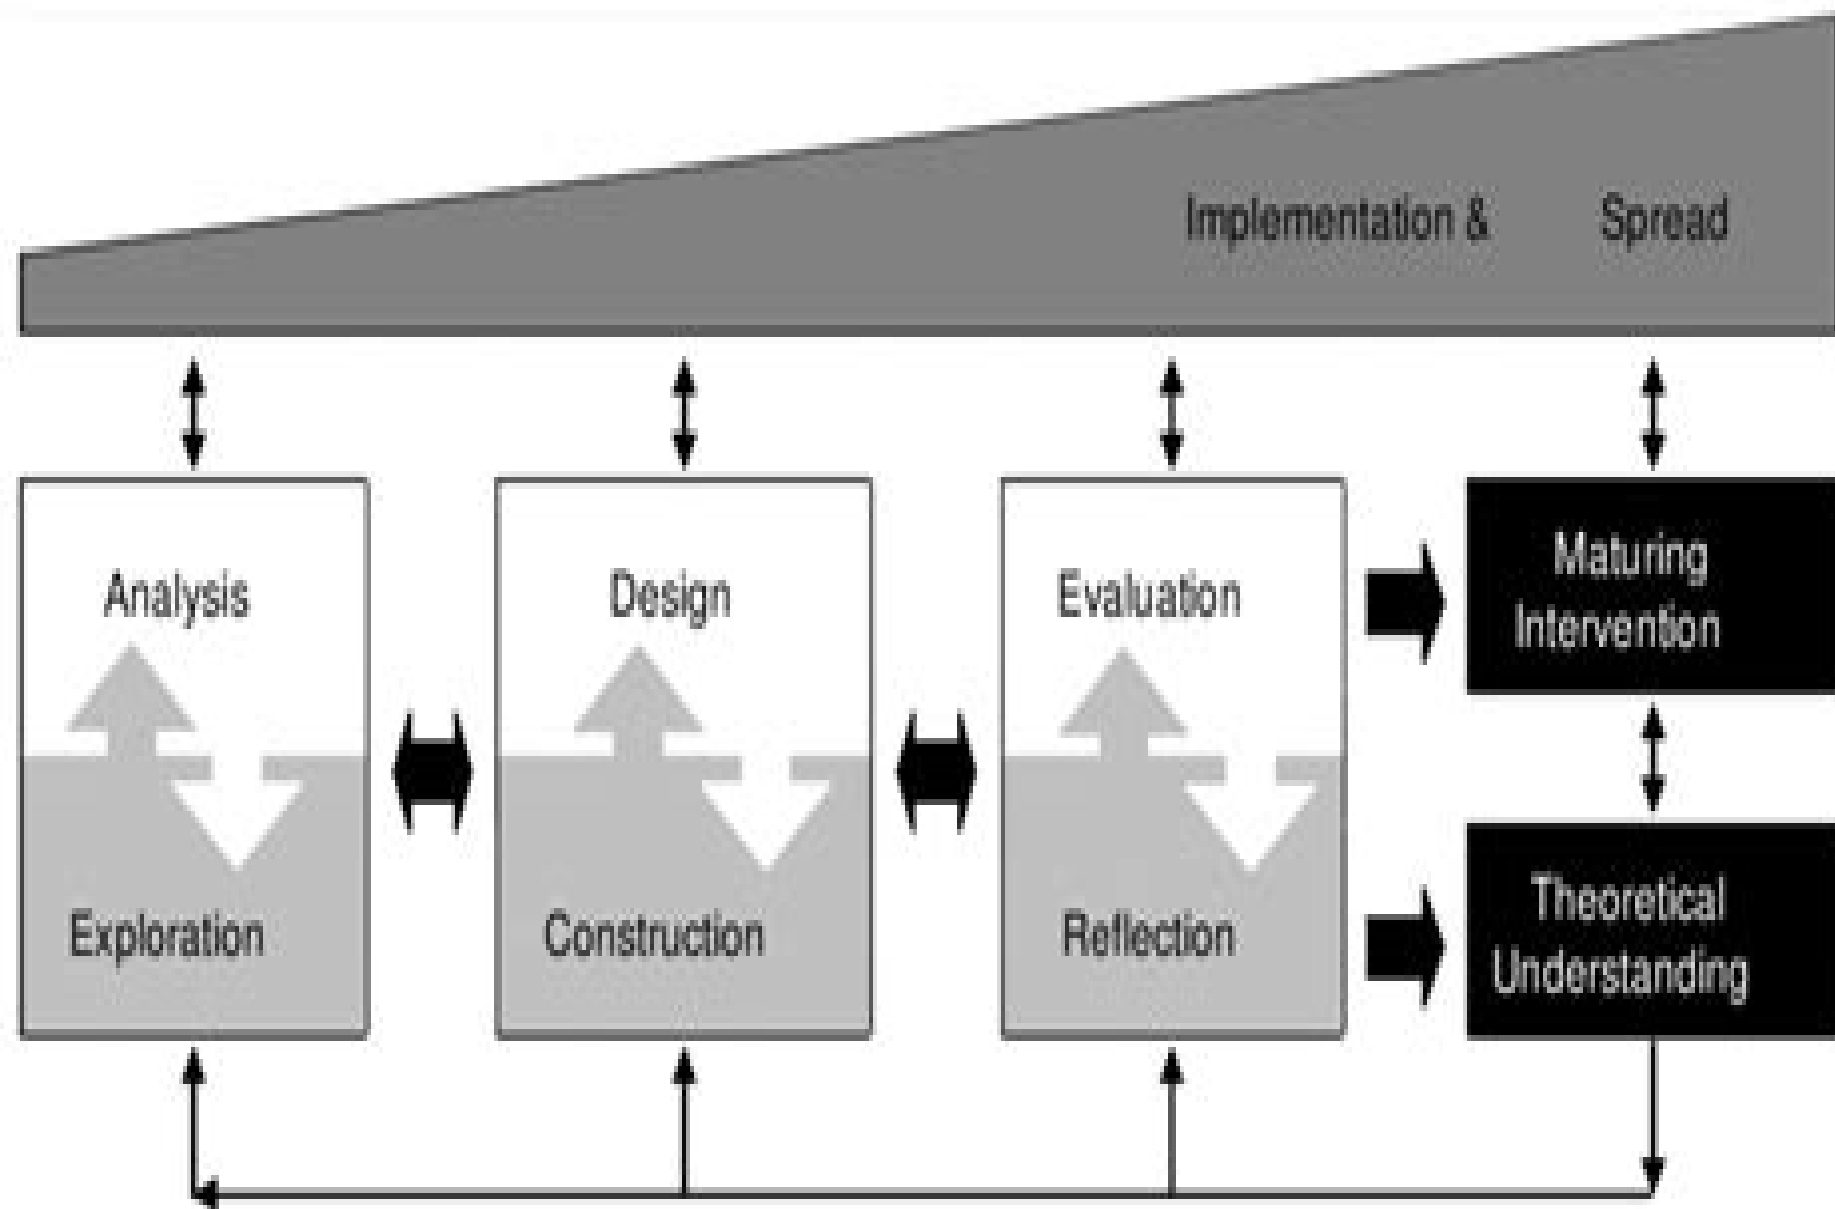 Implementation & Spread
Analysis
Exploration
Design
Construction
Evaluation
Reflection
Maturing
Intervention
Theoretical
Understanding